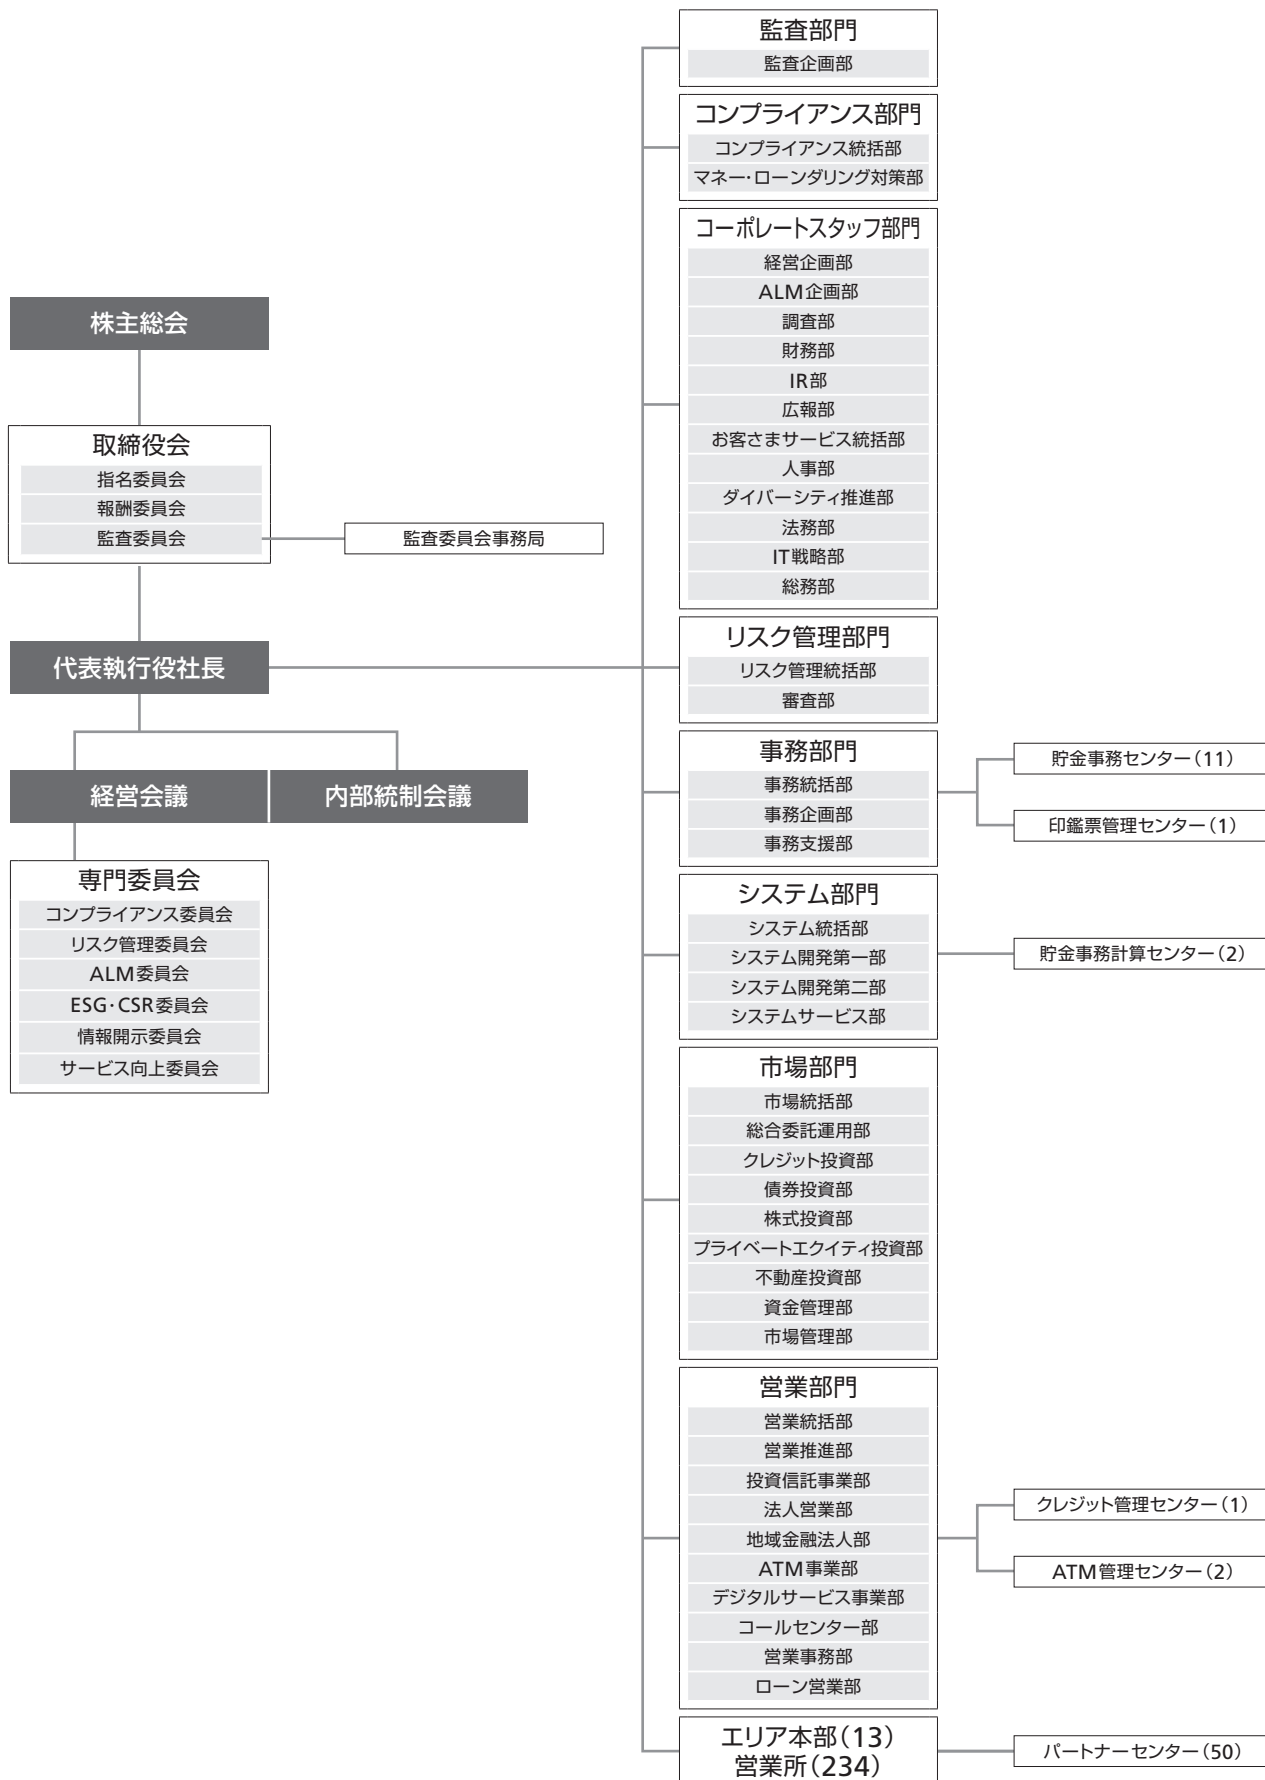 株主総会
取締役会
指名委員会
報酬委員会
監査委員会
監査委員会事務局
代表執行役社長
経営会議
内部統制会議
専門委員会
コンプライアンス委員会
リスク管理委員会
ALM委員会
ESG・CSR委員会
情報開示委員会
サービス向上委員会
監査部門
監査企画部
コンプライアンス部門
コンプライアンス統括部
マネー・ローンダリング対策部
コーポレートスタッフ部門
経営企画部
ALM企画部
調査部
財務部
IR部
広報部
お客さまサービス統括部
人事部
ダイバーシティ推進部
法務部
IT戦略部
総務部
リスク管理部門
リスク管理統括部
審査部
事務部門
事務統括部
事務企画部
事務支援部
貯金事務センター(11)
印鑑票管理センター(1)
システム部門
システム統括部
システム開発第一部
システム開発第二部
システムサービス部
貯金事務計算センター(2)
市場部門
市場統括部
総合委託運用部
クレジット投資部
債券投資部
株式投資部
プライベートエクイティ投資部
不動産投資部
資金管理部
市場管理部
営業部門
営業統括部
営業推進部
投資信託事業部
法人営業部
地域金融法人部
ATM事業部
デジタルサービス事業部
コールセンター部
営業事務部
ローン営業部
クレジット管理センター(1)
ATM管理センター(2)
エリア本部(13)
営業所(234)
パートナーセンター(50)